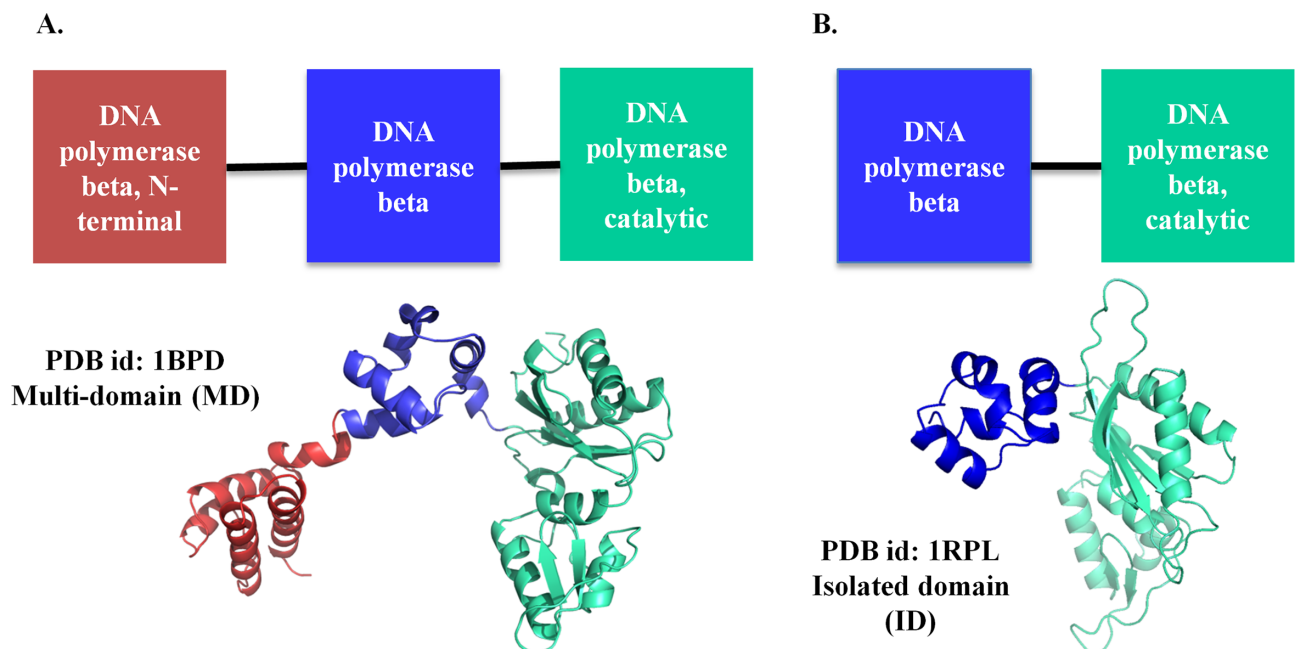 A.
DNA
polymerase
beta, N-
terminal
DNA
polymerase
beta
DNA
polymerase
beta,
catalytic
PDB id: 1BPD
Multi-domain (MD)
B.
DNA
polymerase
beta
DNA
polymerase
beta,
catalytic
PDB id: 1RPL
Isolated domain
(ID)